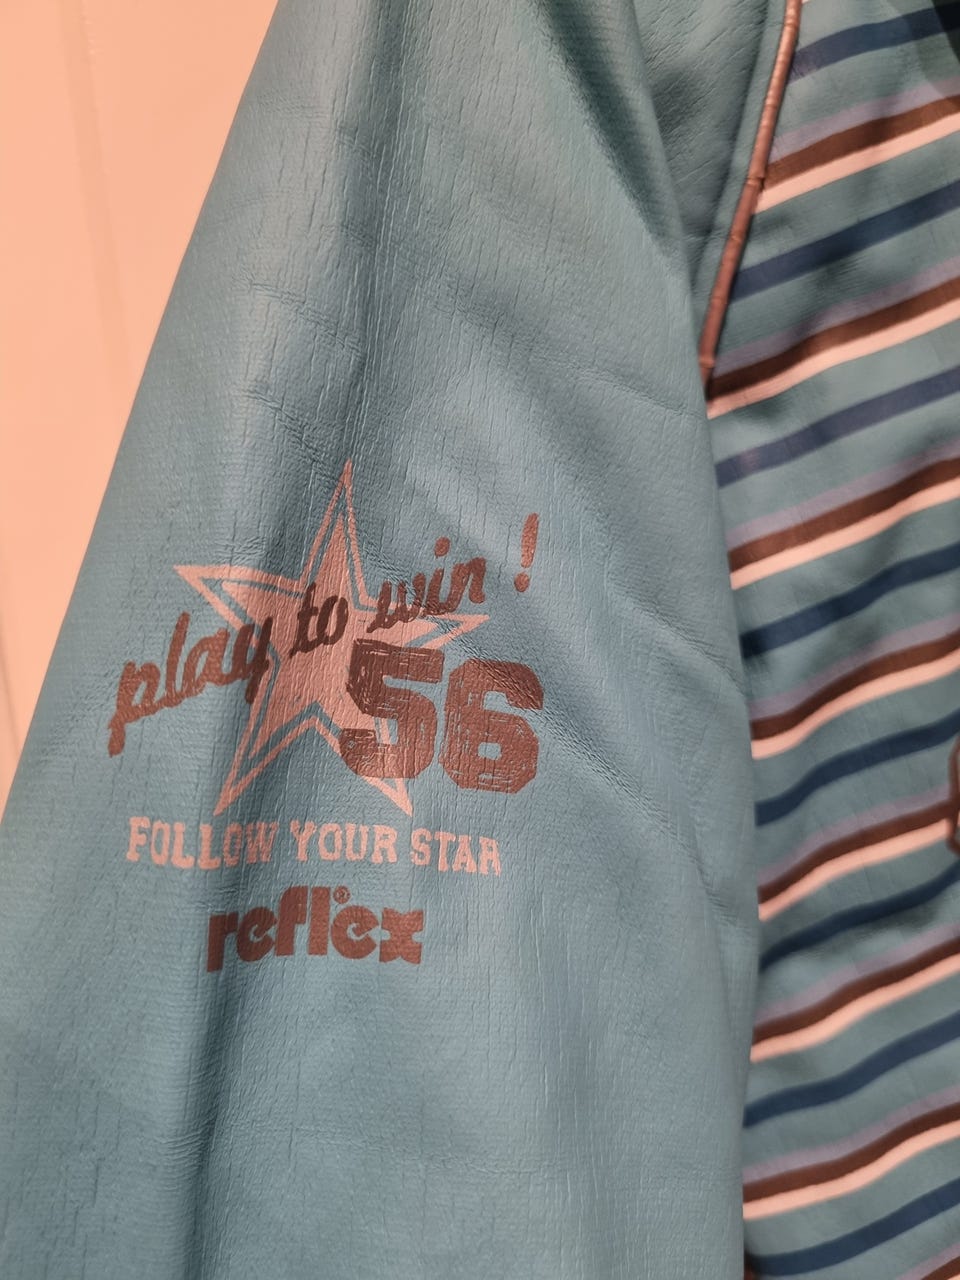 play to win !
56
FOLLOW YOUR STAR
reflex®